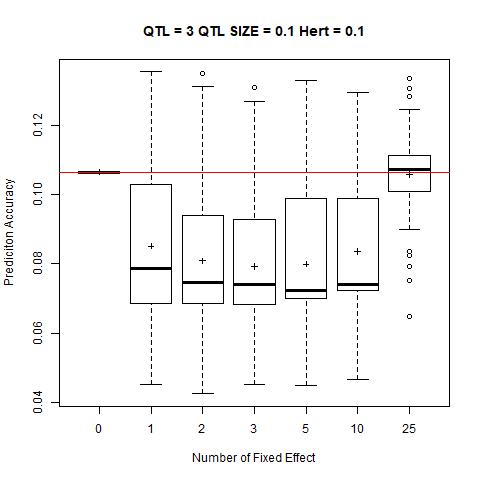 QTL = 3 QTL SIZE = 0.1 Hert = 0.1
Prediciton Accuracy
0.12
0.10
0.08
0.06
0.04
0 1 2 3 5 10 25
Number of Fixed Effect